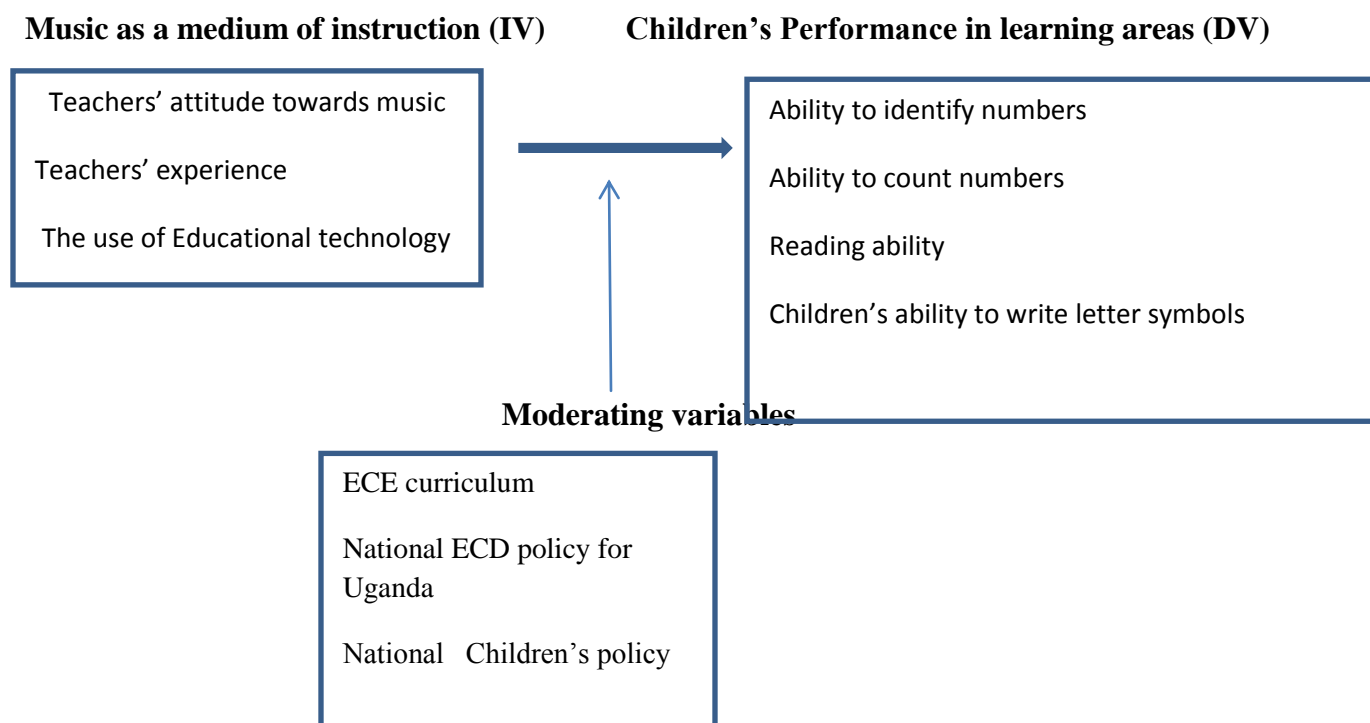 Music as a medium of instruction (IV)
Children’s Performance in learning areas (DV)
Teachers’ attitude towards music
Teachers’ experience
The use of Educational technology
Ability to identify numbers
Ability to count numbers
Reading ability
Children’s ability to write letter symbols
Moderating variables
ECE curriculum
National ECD policy for
Uganda
National Children’s policy